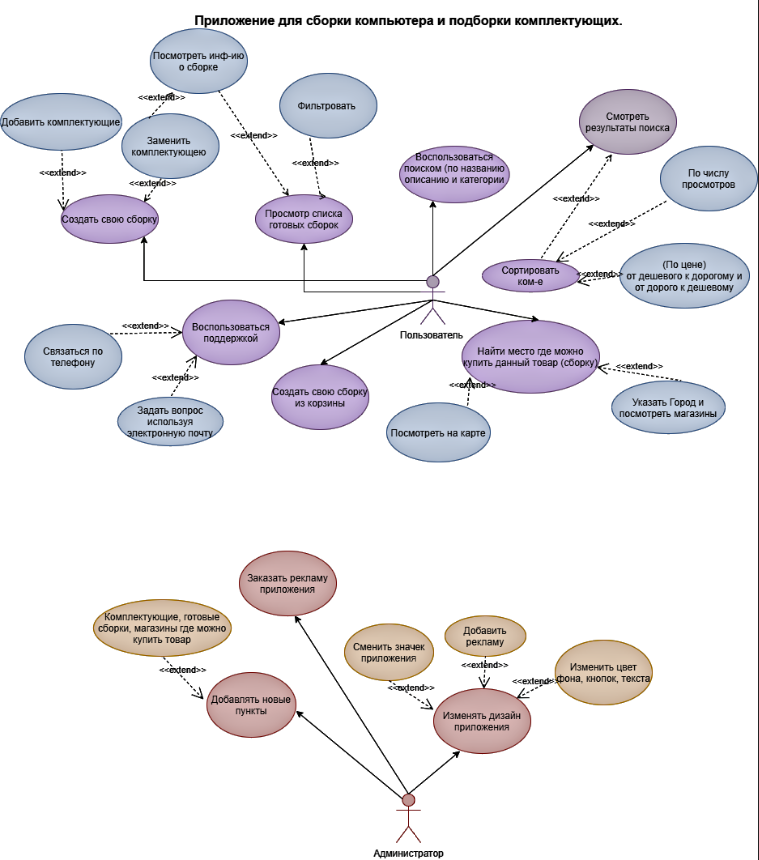 Приложение для сборки компьютера и подборки комплектующих.
Посмотреть инф-ию
о сборке
<<extend>>
Добавить комплектующие
Заменить
комплектующею
<<extend>>
<<extend>>
<<extend>>
Фильтровать
<<extend>>
Создать свою сборку
Просмотр списка
готовых сборок
Воспользоваться
поиском (по названию
описанию и категории
Смотреть
результаты поиска
<<extend>>
По числу
просмотров
<<extend>>
Сортировать
ком-е
<<extend>>
(По цене)
от дешевого к дорогому и
от дорого к дешевому
Пользователь
<<extend>>
Воспользоваться
поддержкой
Связаться по
телефону
<<extend>>
Задать вопрос
используя
электронную почту
Создать свою сборку
из корзины
Найти место где можно
купить данный товар (сборку)
<<extend>>
<<extend>>
Посмотреть на карте
Указать Город и
посмотреть магазины
Заказать рекламу
приложения
Комплектующие, готовые
сборки, магазины где можно
купить товар
<<extend>>
Добавлять новые
пункты
Сменить значек
приложения
<<extend>>
Добавить
рекламу
<<extend>>
Изменить цвет
фона, кнопок, текста
<<extend>>
Изменять дизайн
приложения
Администратор